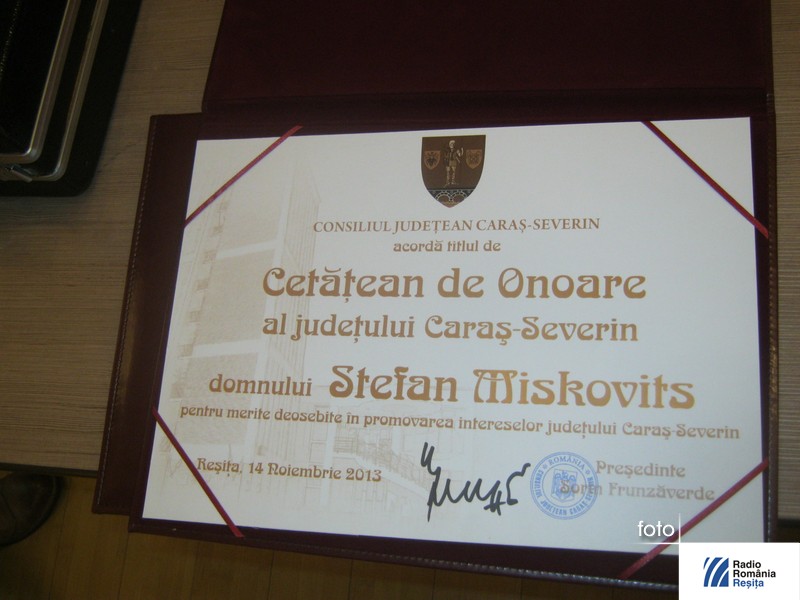 CONSILIUL JUDEȚEAN CARAȘ-SEVERIN
acordă titlul de
Cetățean de Onoare
al județului Caraș-Severin
domnului Stefan Miskovits
pentru merite deosebite în promovarea intereselor județului Caraș-Severin
Reșița, 14 Noiembrie 2013
Președinte
Sorin Frunzăverde
ROMÂNIA
foto
Radio
România
Reșița